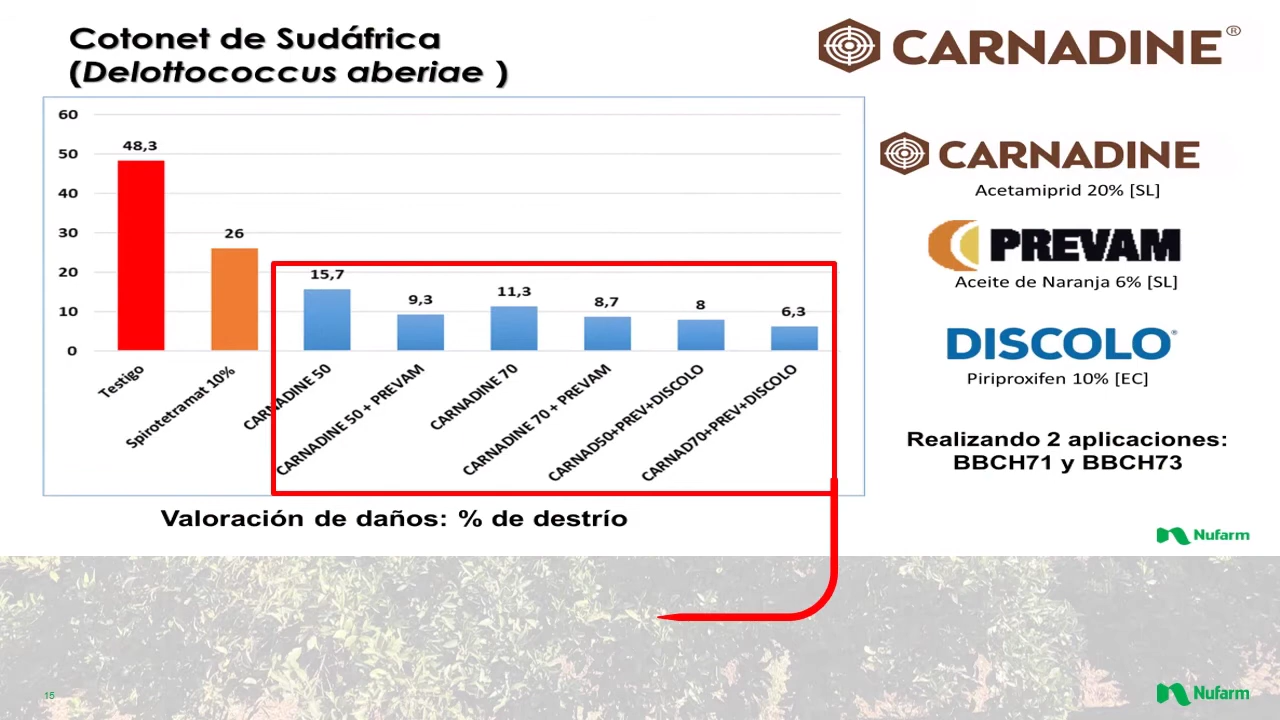 Cotonet de Sudáfrica
(Delottococcus aberiae )
CARNADINE®
60
50
40
30
20
10
0
48,3
26
15,7
9,3
11,3
8,7
8
6,3
Testigo
Spirotetramat 10%
CARNADINE 50
CARNADINE 50 + PREVAM
CARNADINE 70
CARNADINE 70 + PREVAM
CARNAD50+PREV+DISCOLO
CARNAD70+PREV+DISCOLO
Valoración de daños: % de destrío
CARNADINE
Acetamiprid 20% [SL]
PREVAM
Aceite de Naranja 6% [SL]
DISCOLO®
Piriproxifen 10% [EC]
Realizando 2 aplicaciones:
BBCH71 y BBCH73
Nufarm
15
Nufarm